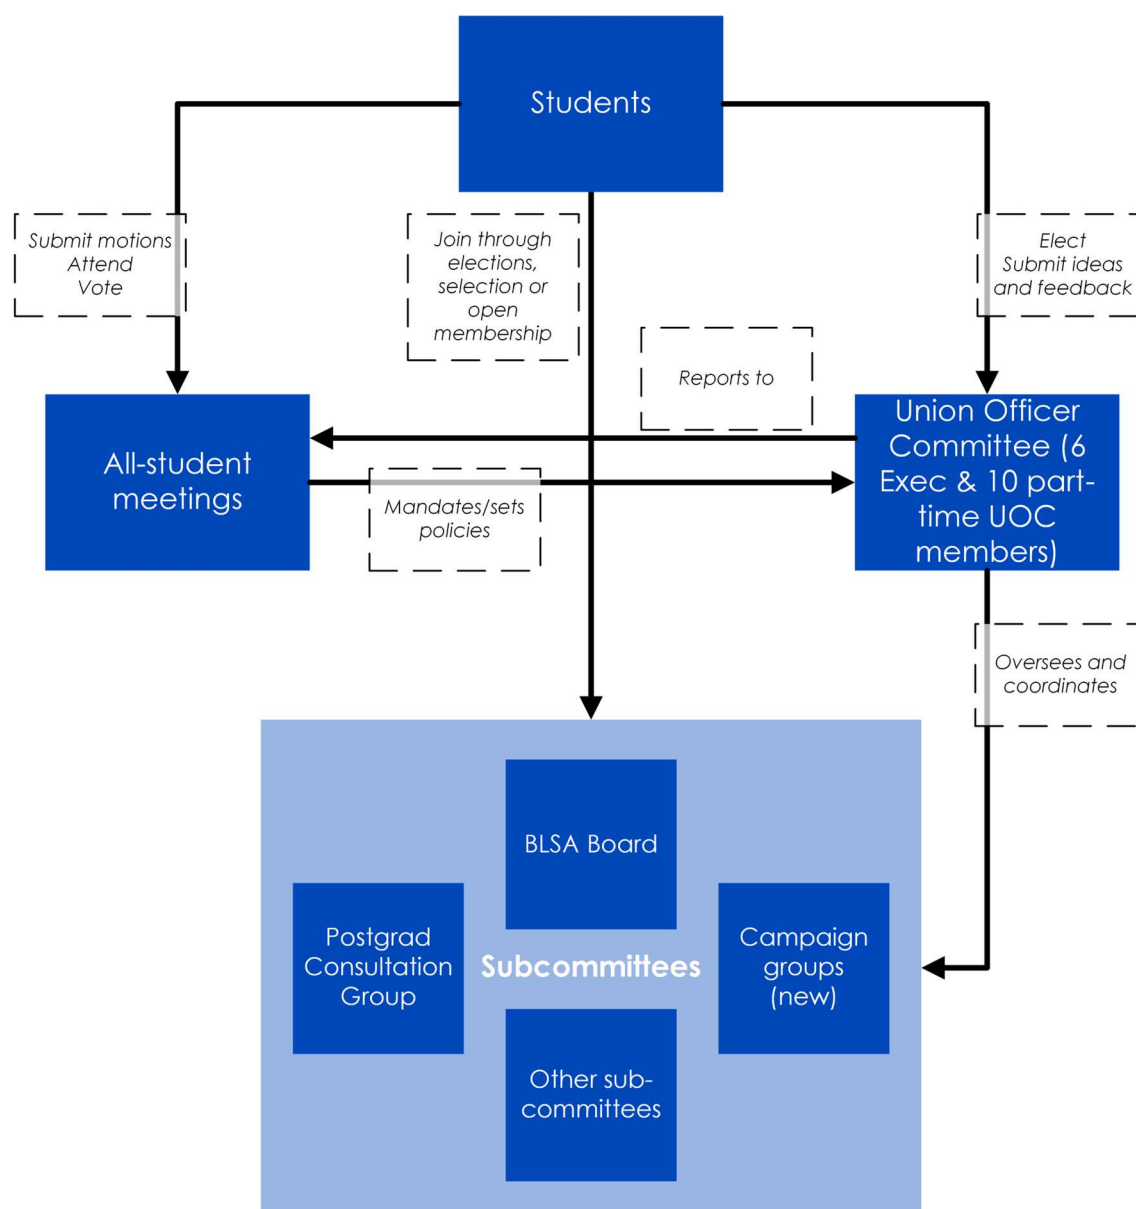 Students
Submit motions
Attend
Vote
Join through
elections,
selection or
open
membership
Elect
Submit ideas
and feedback
Reports to
All-student
meetings
Union Officer
Committee (6
Exec & 10 part-
time UOC
members)
Mandates/sets
policies
Oversees and
coordinates
BLSA Board
Postgrad
Consultation
Group
Subcommittees
Campaign
groups
(new)
Other sub-
committees